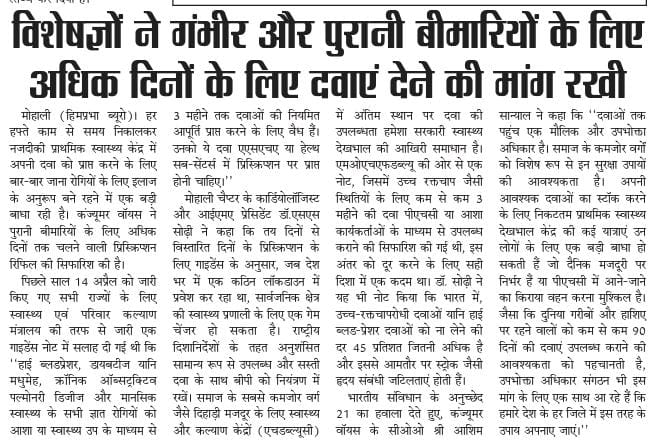 विशेषज्ञों ने गंभीर और पुरानी बीमारियों के लिए
अधिक दिनों के लिए दवाएं देने की मांग रखी
मोहाली (हिमप्रभा ब्यूरो)। हर
हफ्ते काम से समय निकालकर
नजदीकी प्राथमिक स्वास्थ्य केंद्र में
अपनी दवा को प्राप्त करने के लिए
बार-बार जाना रोगियों के लिए इलाज
के अनुरूप बने रहने में एक बड़ी
बाधा रही है। कंज्यूमर वॉयस ने
पुरानी बीमारियों के लिए अधिक
दिनों तक चलने वाली प्रिस्क्रिप्शन
रिफिल की सिफारिश की है।
पिछले साल 14 अप्रैल को जारी
किए गए सभी राज्यों के लिए
स्वास्थ्य एवं परिवार कल्याण
मंत्रालय की तरफ से जारी एक
गाइडेंस नोट में सलाह दी गई थी कि
''हाई ब्लडप्रेशर, डायबटीज यानि
मधुमेह, क्रॉनिक ऑब्सट्रक्टिव
पल्मोनरी डिजीज और मानसिक
स्वास्थ्य के सभी ज्ञात रोगियों को
आशा या स्वास्थ्य उप के माध्यम से
3 महीने तक दवाओं की नियमित
आपूर्ति प्राप्त करने के लिए वैध हैं।
उनको ये दवा एएसएचए या हेल्थ
सब-सेंटर्स में प्रिस्क्रिप्शन पर प्राप्त
होनी चाहिए।''
मोहाली चैप्टर के कार्डियोलॉजिस्ट
और आईएमए प्रेसिडेंट डॉ.एसएस
सोढ़ी ने कहा कि तय दिनों से
विस्तारित दिनों के प्रिस्क्रिप्शन के
लिए गाइडेंस के अनुसार, जब देश
भर में एक कठिन लॉकडाउन में
प्रवेश कर रहा था, सार्वजनिक क्षेत्र
की स्वास्थ्य प्रणाली के लिए एक गेम
चेंजर हो सकता है। राष्ट्रीय
दिशानिर्देशों के तहत अनुशंसित
सामान्य रूप से उपलब्ध और सस्ती
दवा के साथ बीपी को नियंत्रण में
रखें। समाज के सबसे कमजोर वर्ग
जैसे दिहाड़ी मजदूर के लिए स्वास्थ्य
और कल्याण केंद्रों (एचडब्ल्यूसी)
में अंतिम स्थान पर दवा की
उपलब्धता हमेशा सरकारी स्वास्थ्य
देखभाल की आखिरी समाधान है।
एमओएचएफडब्ल्यू की ओर से एक
नोट, जिसमें उच्च रक्तचाप जैसी
स्थितियों के लिए कम से कम 3
महीने की दवा पीएचसी या आशा
कार्यकर्ताओं के माध्यम से उपलब्ध
कराने की सिफारिश की गई थी, इस
अंतर को दूर करने के लिए सही
दिशा में एक कदम था। डॉ. सोढ़ी ने
यह भी नोट किया कि भारत में,
उच्च-रक्तचापरोधी दवाओं यानि हाई
ब्लड-प्रेशर दवाओं को ना लेने की
दर 45 प्रतिशत जितनी अधिक है
और इससे आमतौर पर स्ट्रोक जैसी
हृदय संबंधी जटिलताएं होती हैं।
भारतीय संविधान के अनुच्छेद
21 का हवाला देते हुए, कंज्यूमर
वॉयस के सीओओ श्री आशिम
सान्याल ने कहा कि ''दवाओं तक
पहुंच एक मौलिक और उपभोक्ता
अधिकार है। समाज के कमजोर वर्गो
को विशेष रूप से इन सुरक्षा उपायों
की आवश्यकता है। अपनी
आवश्यक दवाओं का स्टॉक करने
के लिए निकटतम प्राथमिक स्वास्थ्य
देखभाल केंद्र की कई यात्राएं उन
लोगों के लिए एक बड़ी बाधा हो
सकती हैं जो दैनिक मजदूरी पर
निर्भर हैं या पीएचसी में आने-जाने
का किराया वहन करना मुश्किल है।
जैसा कि दुनिया गरीबों और हाशिए
पर रहने वालों को कम से कम 90
दिनों की दवाएं उपलब्ध कराने की
आवश्यकता को पहचानती है,
उपभोक्ता अधिकार संगठन भी इस
मांग के लिए एक साथ आ रहे हैं कि
हमारे देश के हर जिले में इस तरह के
उपाय अपनाए जाएं।''